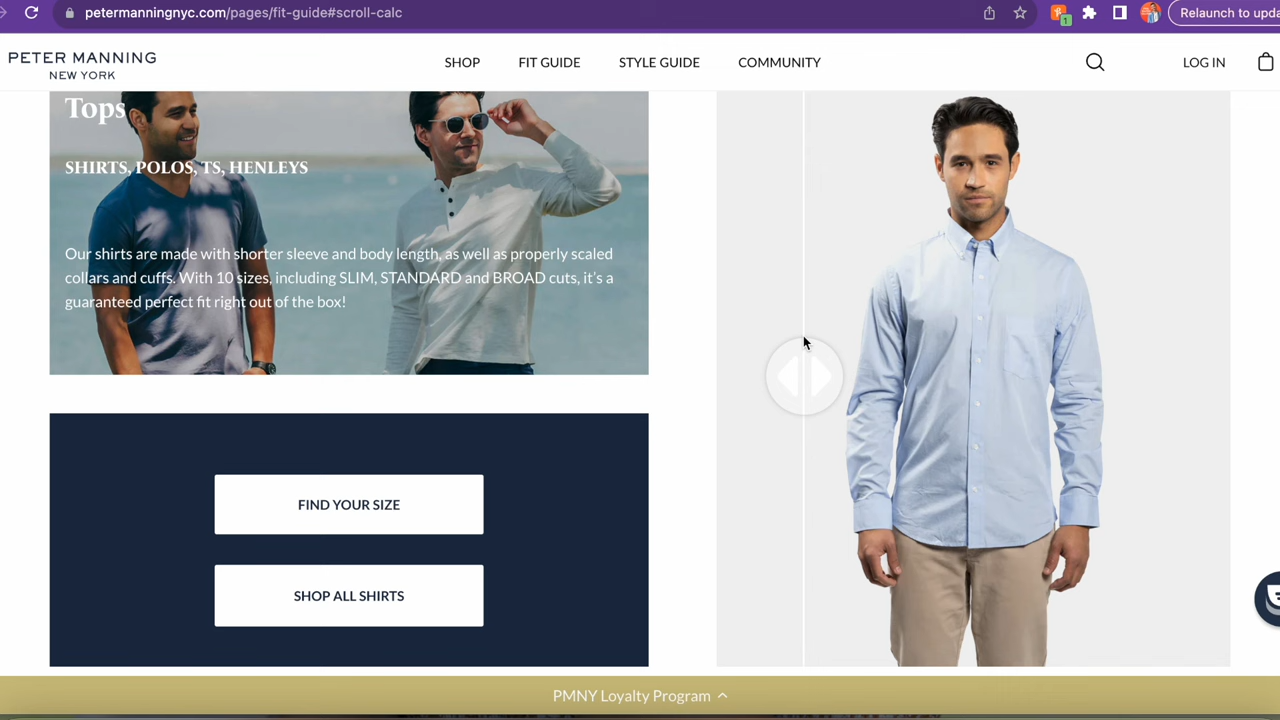 petermanningnyc.com/pages/fit-guide#scroll-calc
1
Relaunch to upda
PETER MANNING
NEW YORK
SHOP
FIT GUIDE
STYLE GUIDE
COMMUNITY
LOG IN
Tops
SHIRTS, POLOS, TS, HENLEYS
Our shirts are made with shorter sleeve and body length, as well as properly scaled
collars and cuffs. With 10 sizes, including SLIM, STANDARD and BROAD cuts, it's a
guaranteed perfect fit right out of the box!
FIND YOUR SIZE
SHOP ALL SHIRTS
PMNY Loyalty Program